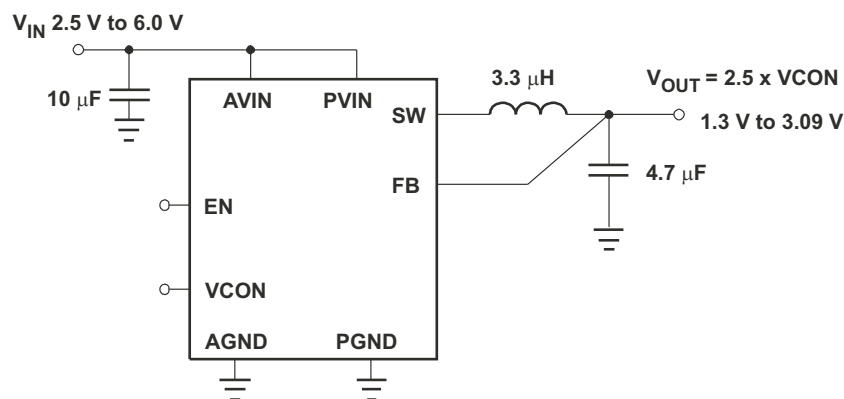 V_IN 2.5 V to 6.0 V
10 μF
AVIN
PVIN
SW
3.3 μH
V_OUT = 2.5 x VCON
1.3 V to 3.09 V
FB
4.7 μF
EN
VCON
AGND
PGND